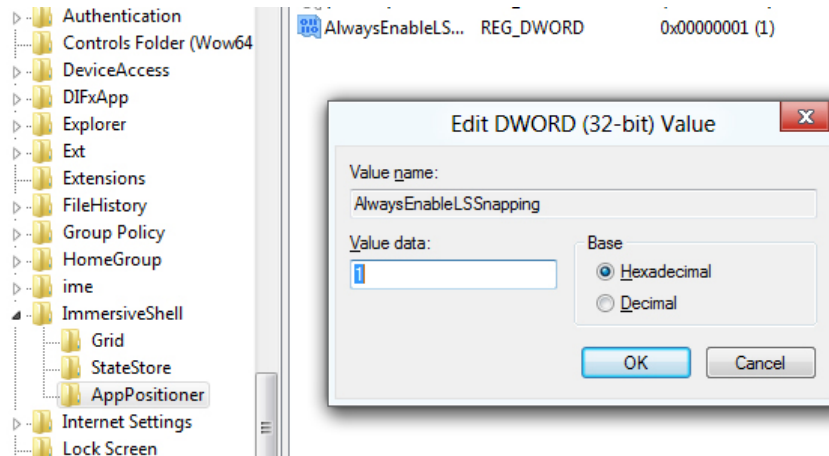 Authentication
Controls Folder (Wow64
DeviceAccess
DIFxApp
Explorer
Ext
Extensions
FileHistory
Group Policy
HomeGroup
ime
ImmersiveShell
Grid
StateStore
AppPositioner
Internet Settings
Lock Screen
AlwaysEnableLS... REG_DWORD 0x00000001 (1)
Edit DWORD (32-bit) Value
Value name:
AlwaysEnableLSSnapping
Value data:
1
Base
Hexadecimal
Decimal
OK Cancel